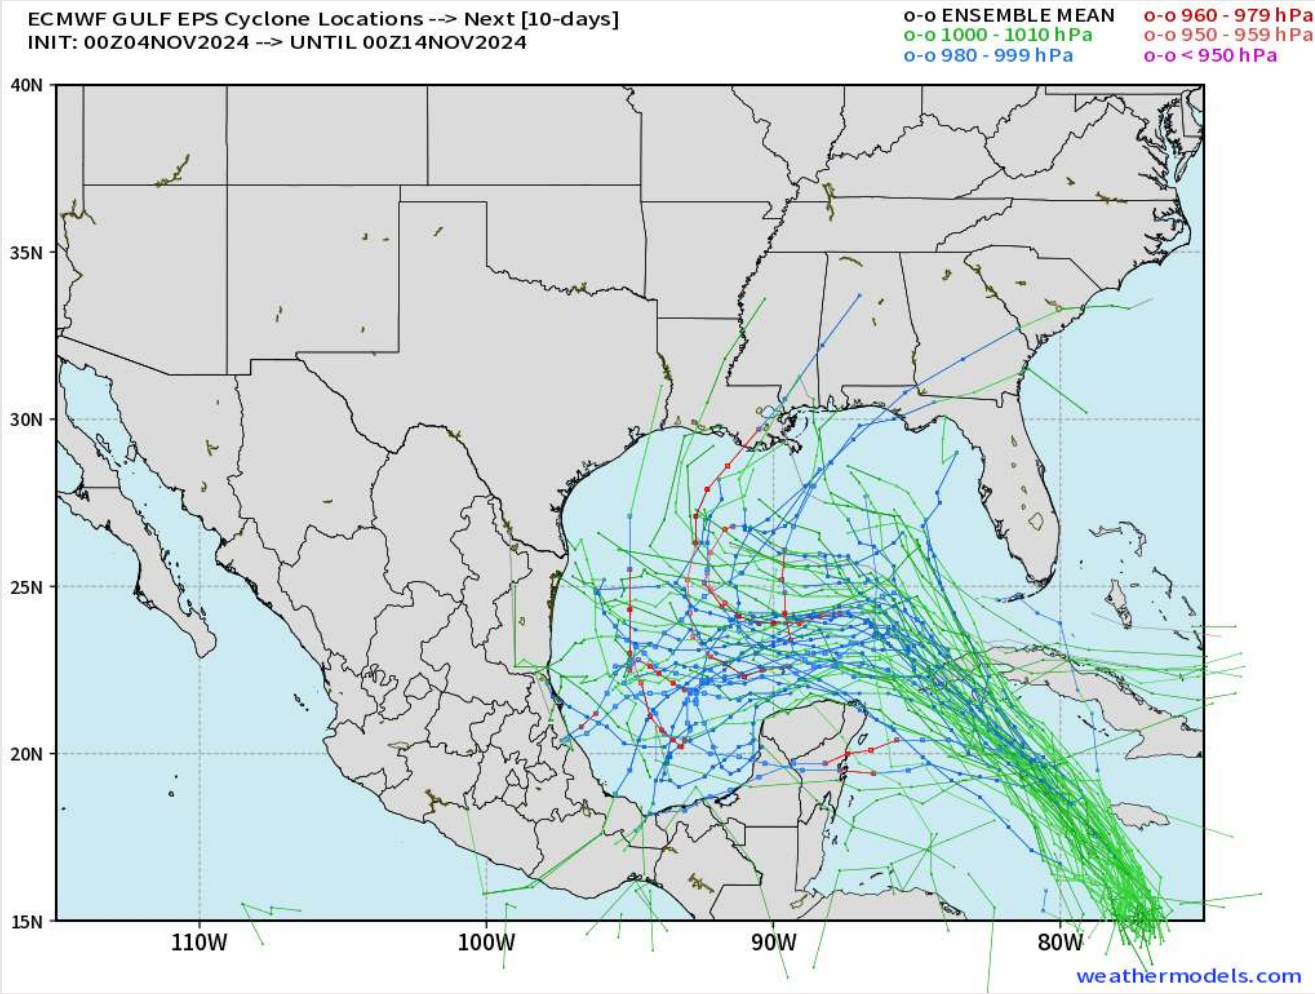 ECMWF GULF EPS Cyclone Locations --> Next [10-days]
INIT: 00Z04NOV2024 --> UNTIL 00Z14NOV2024
o-o ENSEMBLE MEAN
o-o 1000 - 1010 hPa
o-o 980 - 999 hPa
o-o 960 - 979 hPa
o-o 950 - 959 hPa
o-o < 950 hPa
40N
35N
30N
25N
20N
15N
110W
100W
90W
80W
weathermodels.com